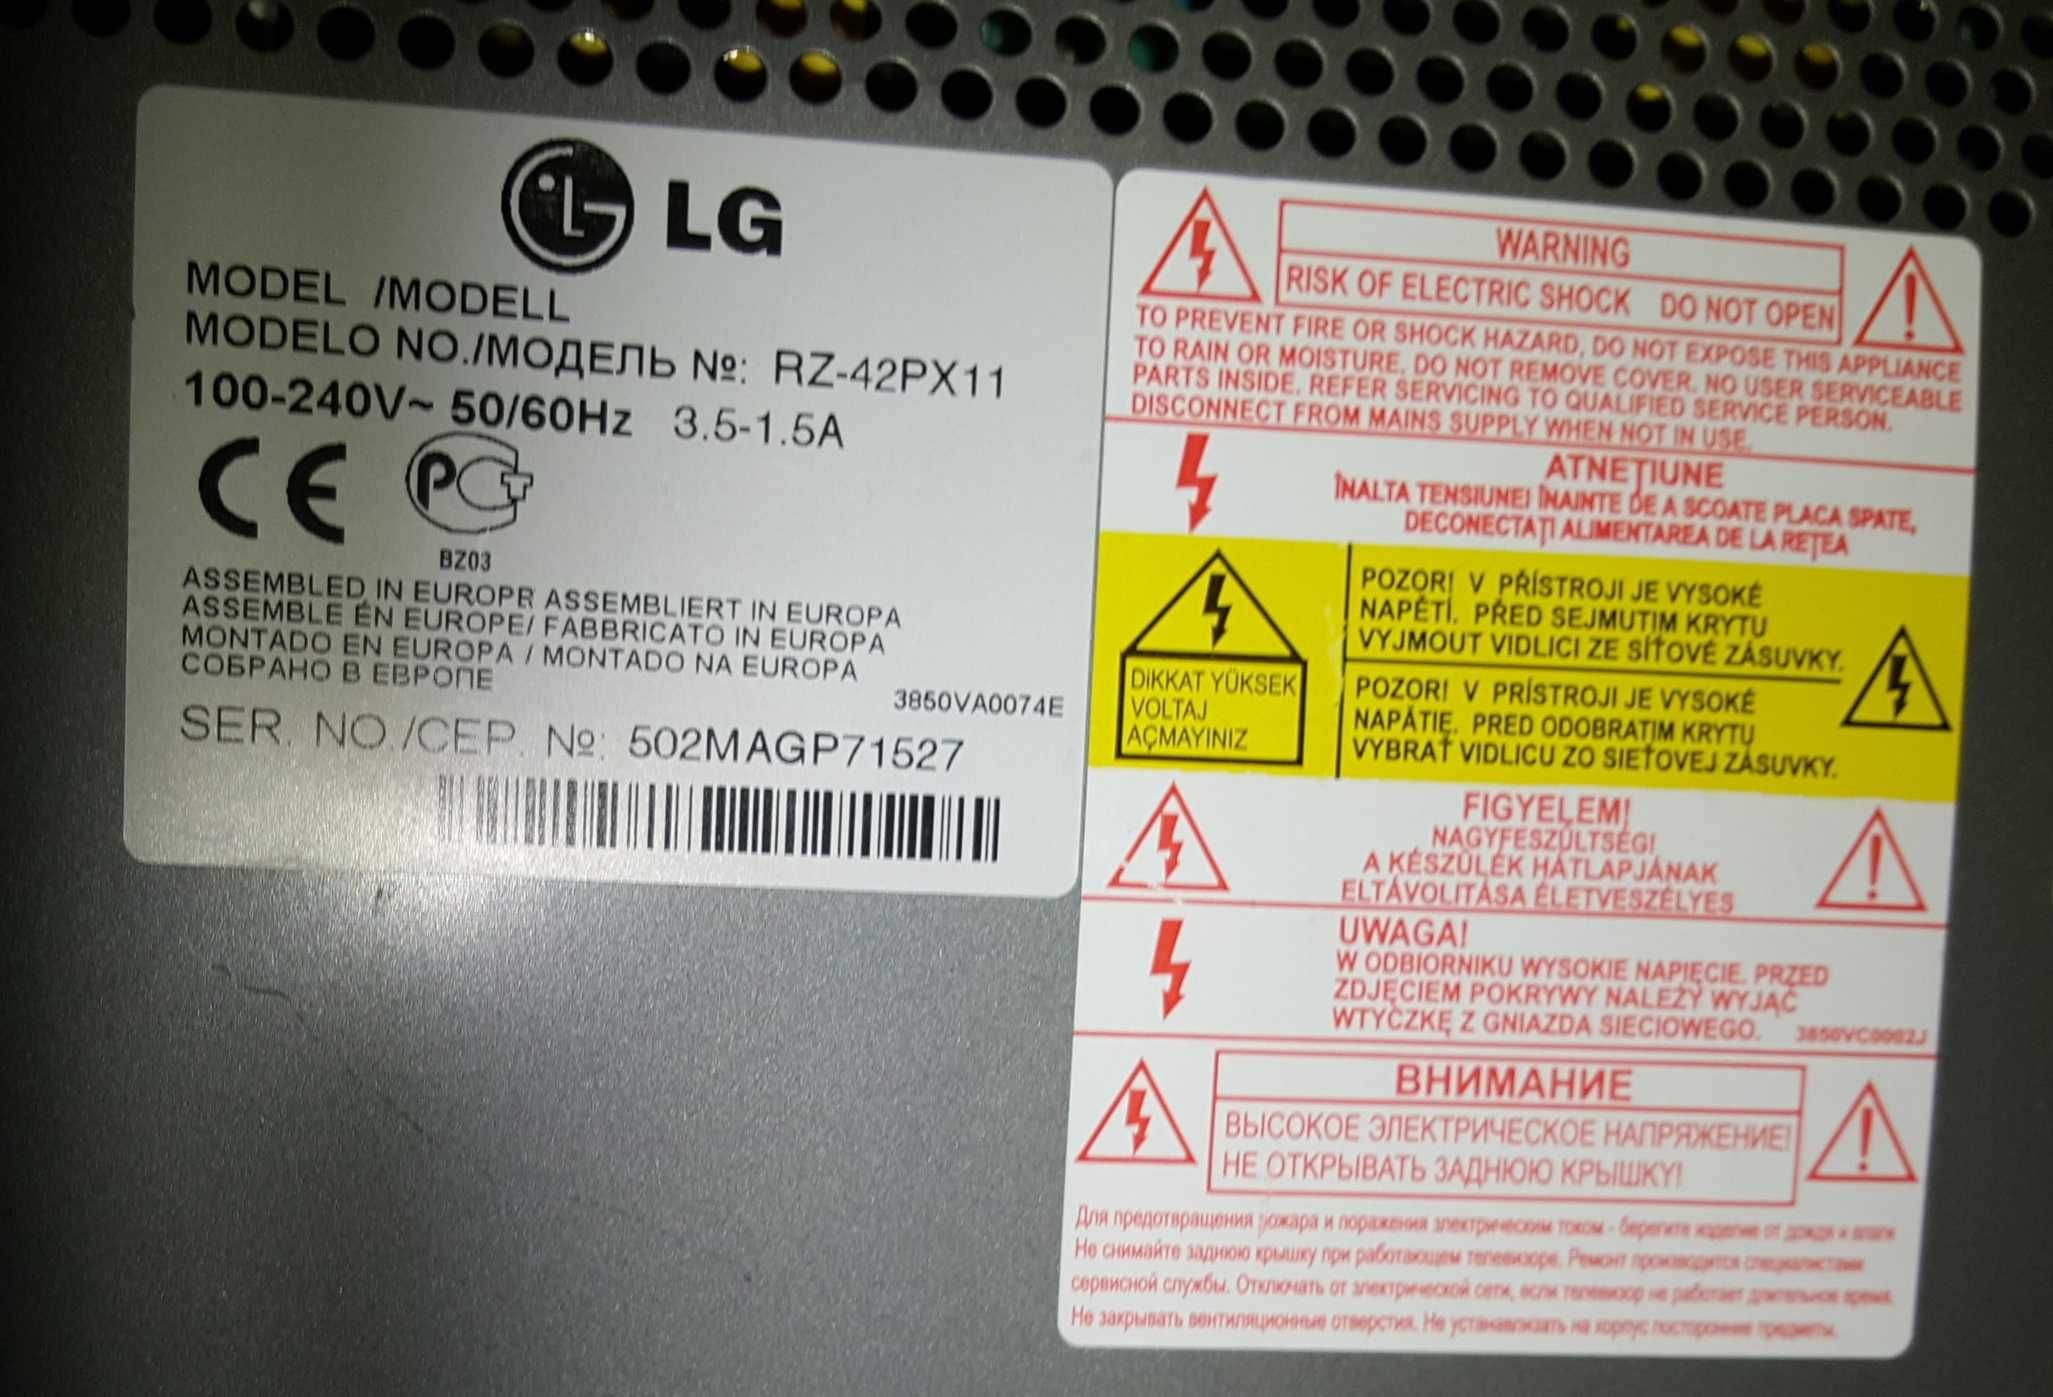 LG
MODEL /MODELL
MODELO NO./МОДЕЛЬ №: RZ-42PX11
100-240V~ 50/60Hz 3.5-1.5A
CE PCT
BZ03
ASSEMBLED IN EUROPR ASSEMBLIERT IN EUROPA
ASSEMBLE ÉN EUROPE/ FABBRICATO IN EUROPA
MONTADO EN EUROPA / MONTADO NA EUROPA
СОБРАНО В ЕВРОПЕ
3850VA0074E
SER. NO./CEP. №: 502MAGP71527
WARNING
RISK OF ELECTRIC SHOCK DO NOT OPEN
TO PREVENT FIRE OR SHOCK HAZARD, DO NOT EXPOSE THIS APPLIANCE
TO RAIN OR MOISTURE. DO NOT REMOVE COVER. NO USER SERVICEABLE
PARTS INSIDE. REFER SERVICING TO QUALIFIED SERVICE PERSON.
DISCONNECT FROM MAINS SUPPLY WHEN NOT IN USE.
ATNEŢIUNE
ÎNALTA TENSIUNE! ÎNAINTE DE A SCOATE PLACA SPATE,
DECONECTAŢI ALIMENTAREA DE LA REŢEA
DiKKAT YÜKSEK
VOLTAJ
AÇMAYINIZ
POZOR! V PŘÍSTROJI JE VYSOKÉ
NAPĚTÍ. PŘED SEJMUTIM KRYTU
VYJMOUT VIDLICI ZE SÍŤOVÉ ZÁSUVKY.
POZOR! V PRÍSTROJI JE VYSOKÉ
NAPÁTIE. PRED ODOBRATIM KRYTU
VYBRAŤ VIDLICU ZO SIEŤOVEJ ZÁSUVKY.
FIGYELEM!
NAGYFESZÜLTSÉG!
A KÉSZÜLÉK HÁTLAPJÁNAK
ELTÁVOLITÁSA ÉLETVESZÉLYES
UWAGA!
W ODBIORNIKU WYSOKIE NAPIĘCIE. PRZED
ZDJĘCIEM POKRYWY NALEŻY WYJĄĆ
WTYCZKĘ Z GNIAZDA SIECIOWEGO. 3850VC0002J
ВНИМАНИЕ
ВЫСОКОЕ ЭЛЕКТРИЧЕСКОЕ НАПРЯЖЕНИЕ!
НЕ ОТКРЫВАТЬ ЗАДНЮЮ КРЫШКУ!
Для предотвращения пожара и поражения электрическим током - берегите изделие от дождя и влаги
Не снимайте заднюю крышку при работающем телевизоре. Ремонт производится специалистами
сервисной службы. Отключать от электрической сети, если телевизор не работает длительное время.
Не закрывать вентиляционные отверстия. Не устанавливать на корпус посторонние предметы.